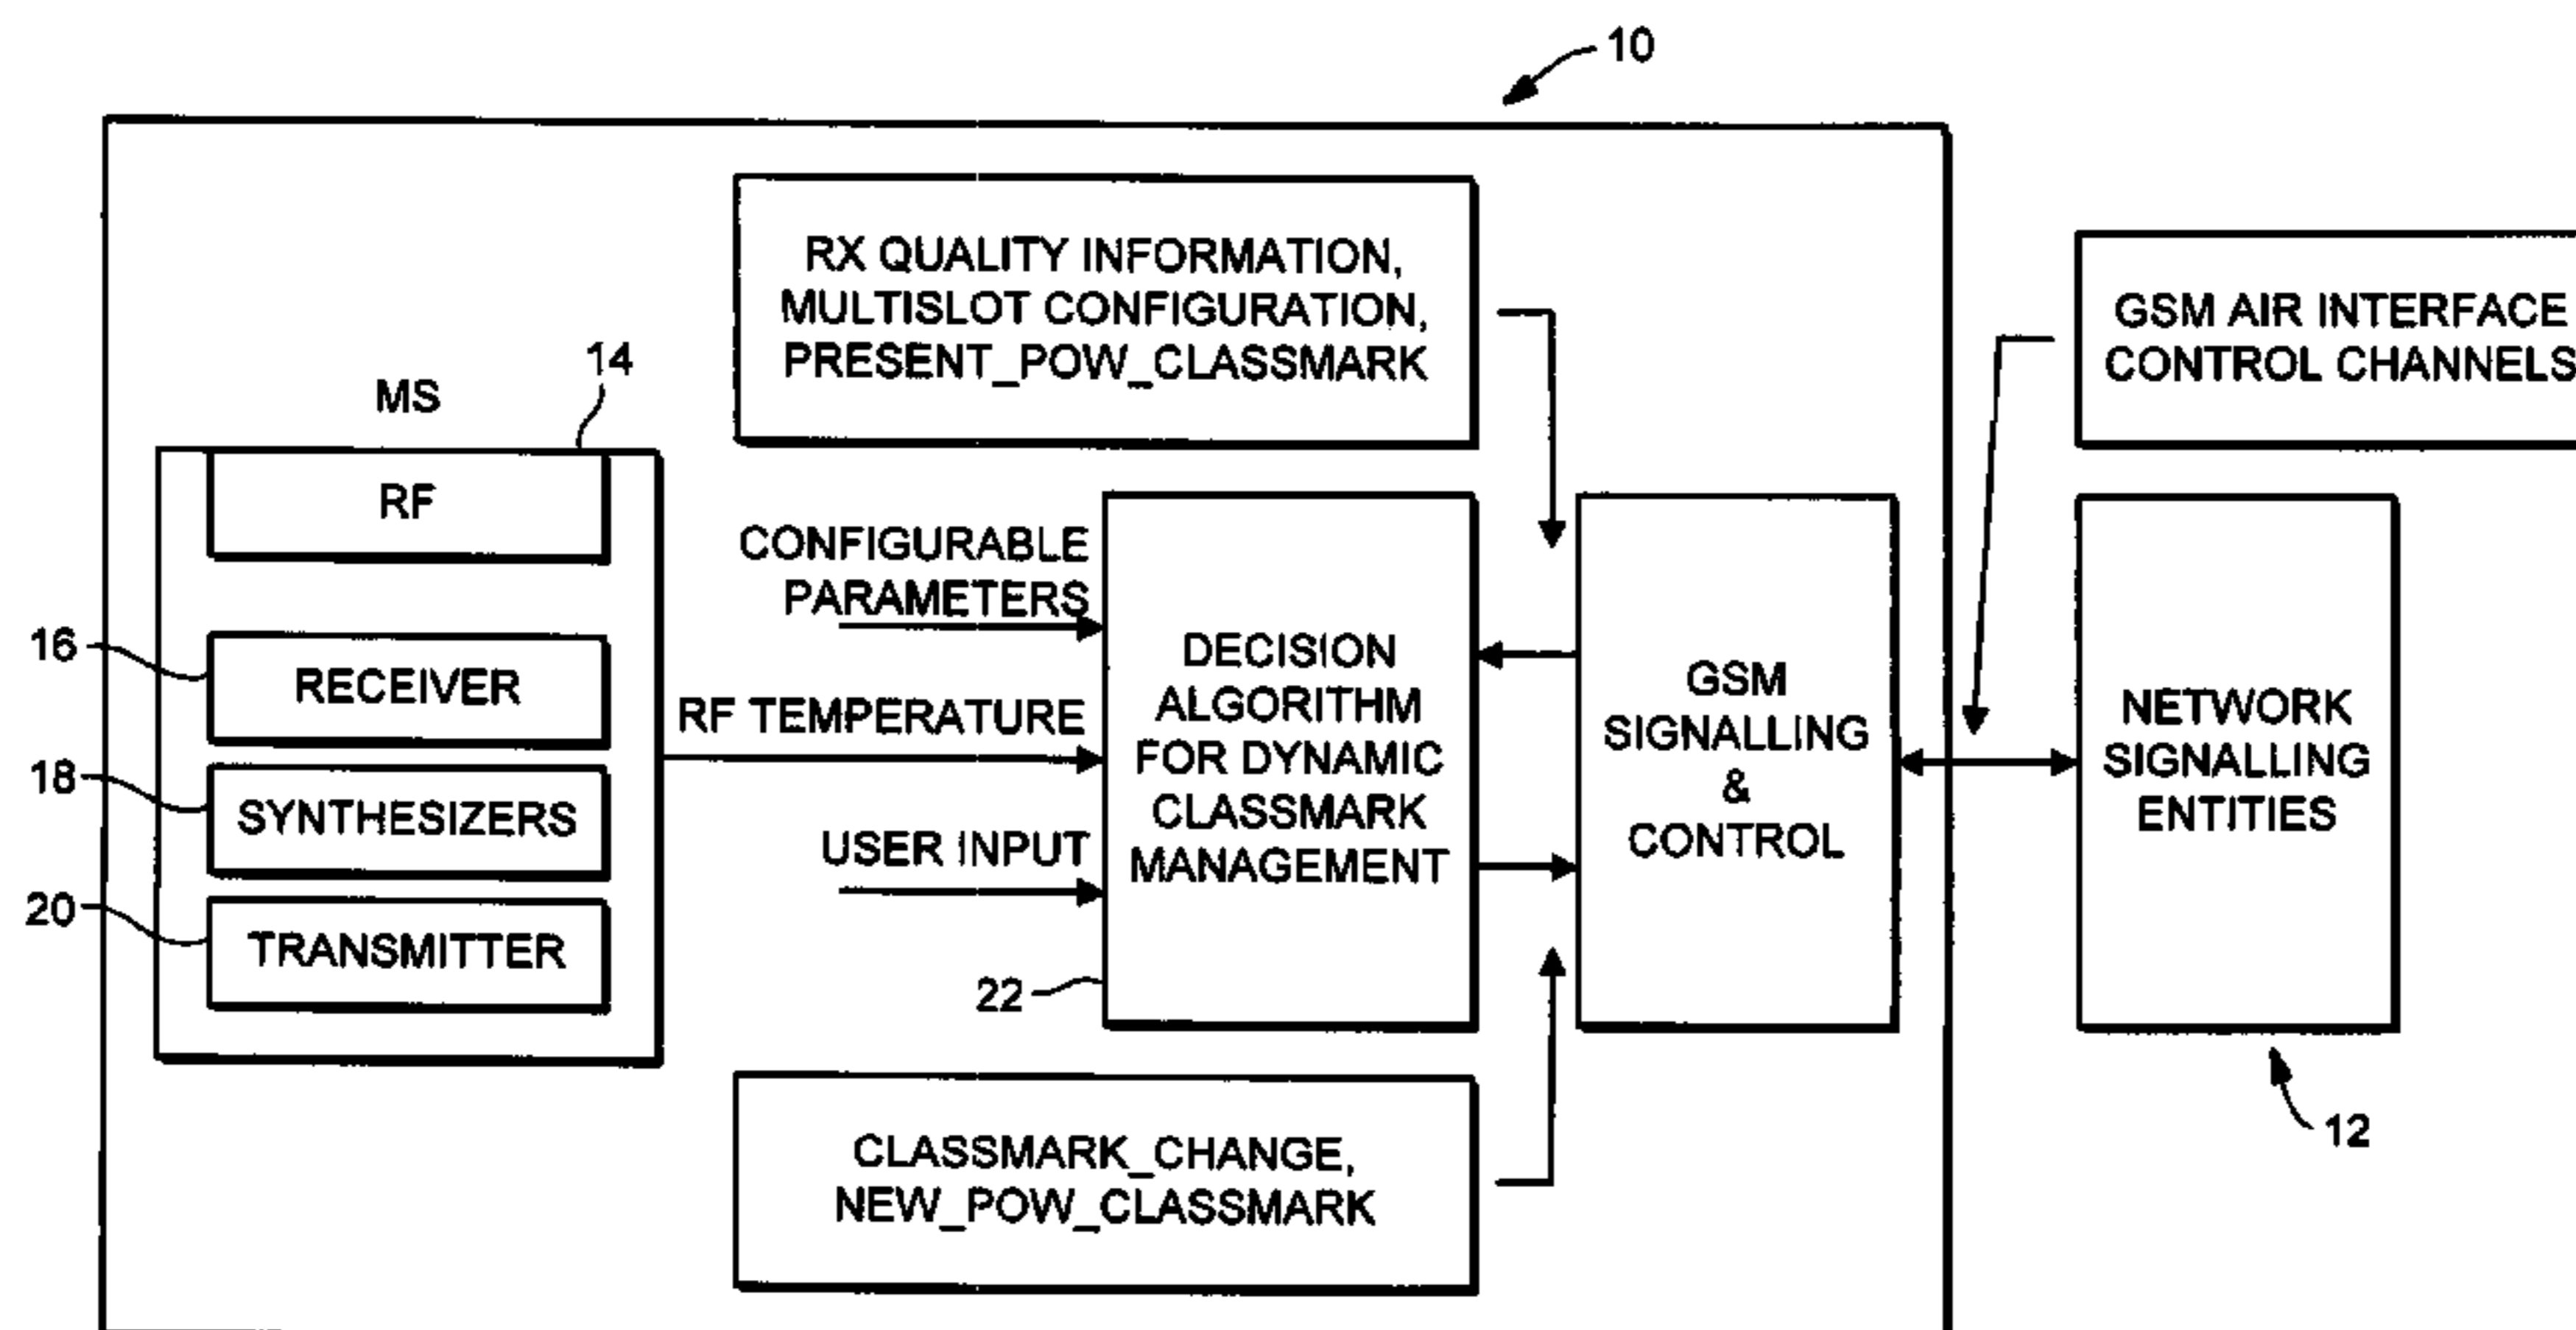 10
RX QUALITY INFORMATION,
MULTISLOT CONFIGURATION,
PRESENT_POW_CLASSMARK
GSM AIR INTERFACE
CONTROL CHANNELS
MS
14
RF
16
RECEIVER
18
SYNTHESIZERS
20
TRANSMITTER
CONFIGURABLE
PARAMETERS
RF TEMPERATURE
USER INPUT
DECISION
ALGORITHM
FOR DYNAMIC
CLASSMARK
MANAGEMENT
22
GSM
SIGNALLING
&
CONTROL
NETWORK
SIGNALLING
ENTITIES
12
CLASSMARK_CHANGE,
NEW_POW_CLASSMARK